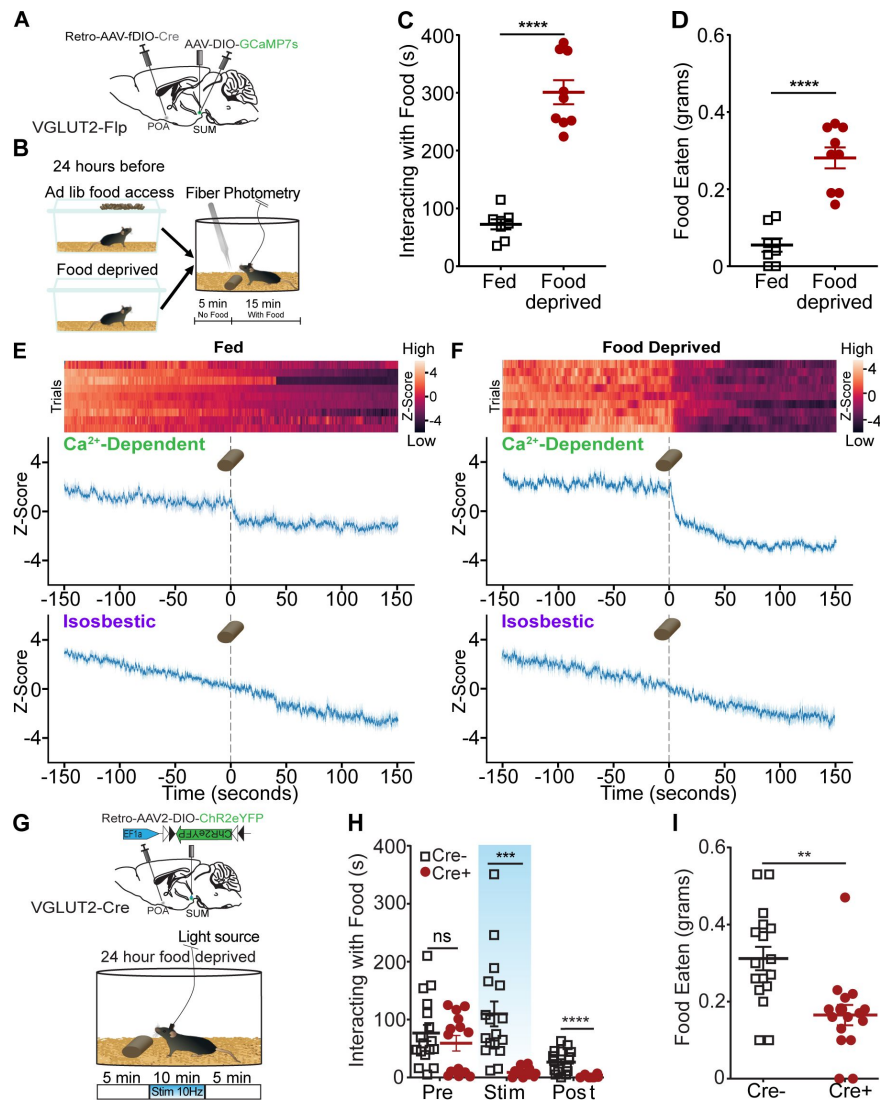 A
Retro-AAV-fDIO-Cre
AAV-DIO-GCaMP7s
VGLUT2-Flp
POA
SUM
B
24 hours before
Ad lib food access
Food deprived
Fiber Photometry
5 min
15 min
No Food
With Food
C
Interacting with Food (s)
400
300
200
100
0
****
Fed
Food
deprived
D
Food Eaten (grams)
0.6
0.4
0.2
0.0
****
Fed
Food
deprived
E
Fed
Trials
High
4
0
-4
Low
Z-Score
Ca²⁺-Dependent
Z-Score
4
0
-4
-150 -100 -50 0 50 100 150
Isosbestic
Z-Score
4
0
-4
-150 -100 -50 0 50 100 150
Time (seconds)
F
Food Deprived
Trials
High
4
0
-4
Low
Z-Score
Ca²⁺-Dependent
Z-Score
4
0
-4
-150 -100 -50 0 50 100 150
Isosbestic
Z-Score
4
0
-4
-150 -100 -50 0 50 100 150
Time (seconds)
G
Retro-AAV2-DIO-ChR2eYFP
EF1a
ChR2eYFP
VGLUT2-Cre
POA
SUM
Light source
24 hour food deprived
5 min 10 min 5 min
Stim 10Hz
H
Interacting with Food (s)
400
300
200
100
0
Cre-
Cre+
ns
***
****
Pre Stim Post
I
Food Eaten (grams)
0.6
0.4
0.2
0.0
**
Cre- Cre+